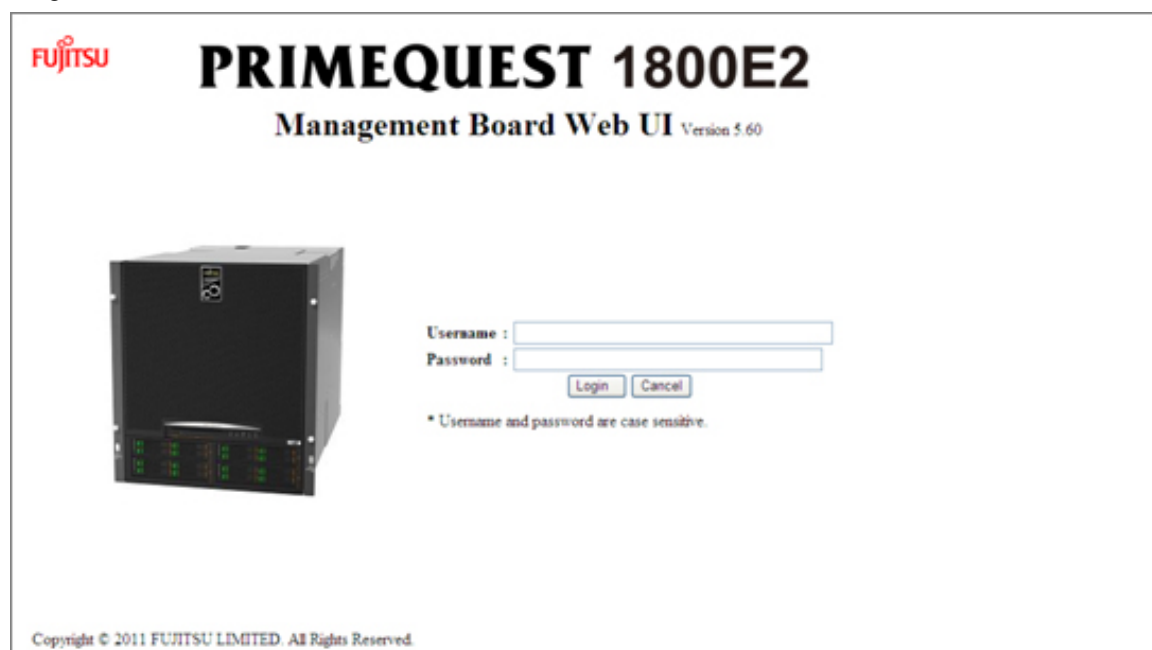 FUJITSU
PRIMEQUEST 1800E2
Management Board Web UI Version 5.60
Username :
Password :
Login Cancel
* Username and password are case sensitive.
Copyright © 2011 FUJITSU LIMITED. All Rights Reserved.